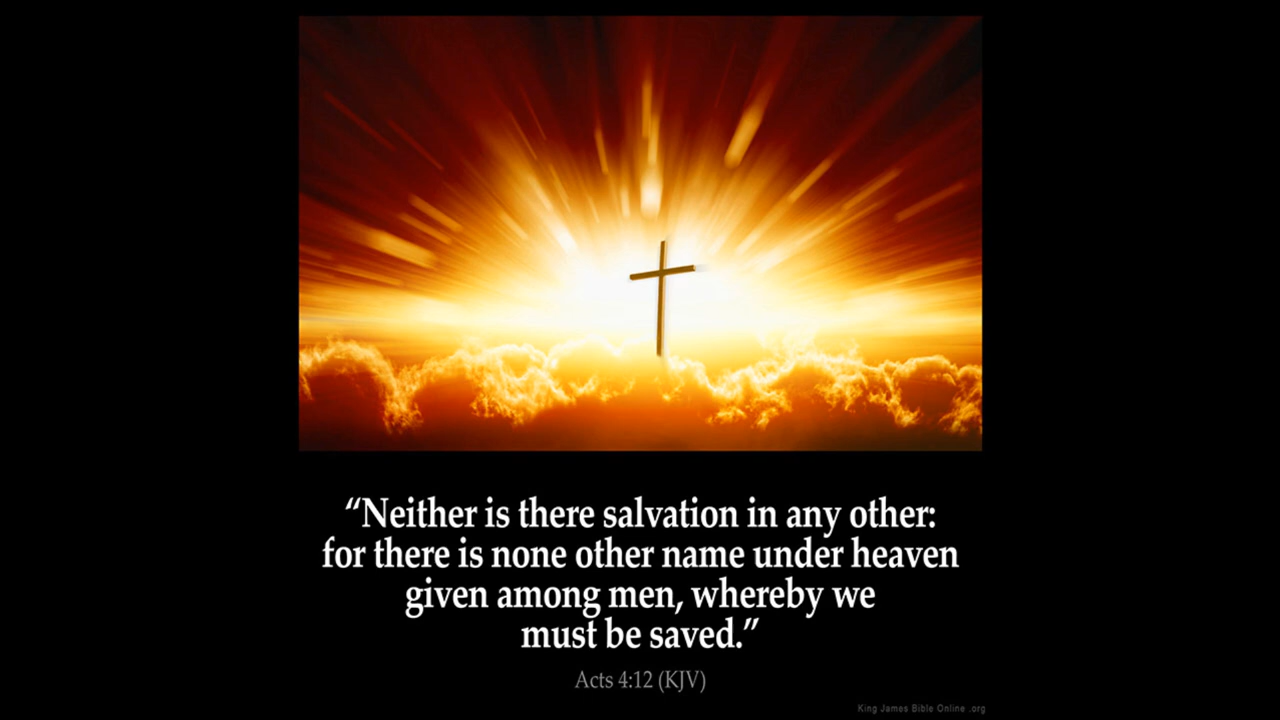 “Neither is there salvation in any other:
for there is none other name under heaven
given among men, whereby we
must be saved.”
Acts 4:12 (KJV)
King James Bible Online .org